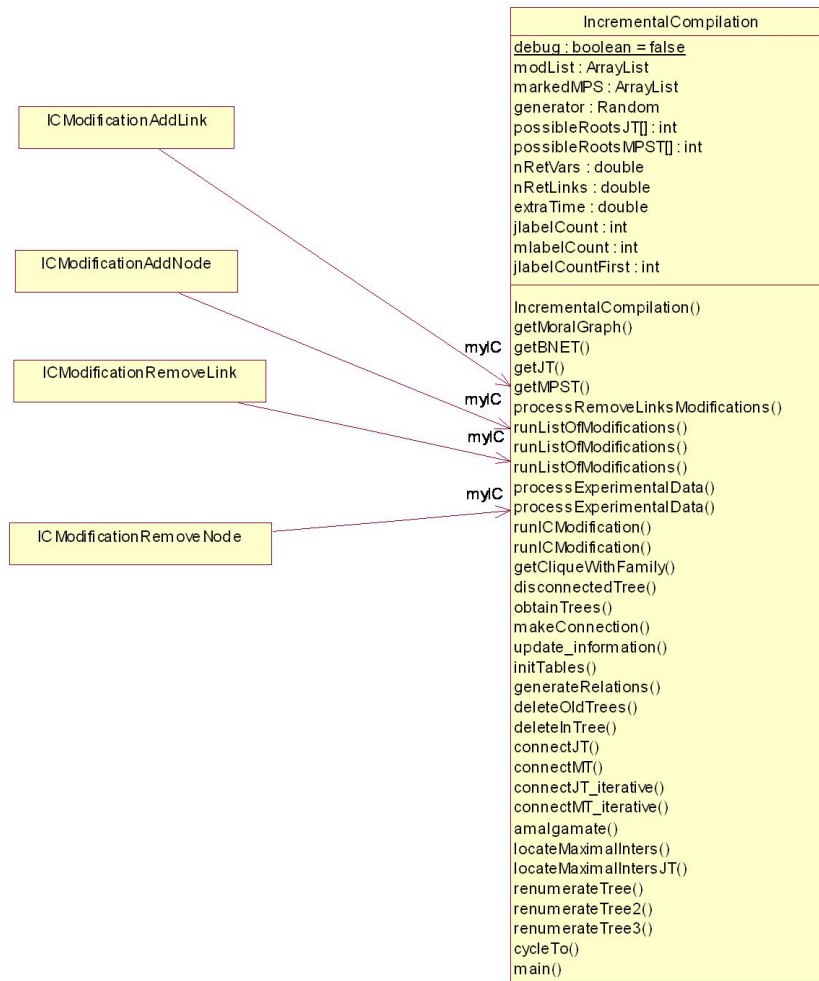 IncrementalCompilation
debug : boolean = false
modList : ArrayList
markedMPS : ArrayList
generator : Random
possibleRootsJT[] : int
possibleRootsMPST[] : int
nRetVars : double
nRetLinks : double
extraTime : double
jlabelCount : int
mlabelCount : int
jlabelCountFirst : int
IncrementalCompilation()
getMoralGraph()
getBNET()
getJT()
getMPST()
processRemoveLinksModifications()
runListOfModifications()
runListOfModifications()
runListOfModifications()
processExperimentalData()
processExperimentalData()
runICModification()
runICModification()
getCliqueWithFamily()
disconnectedTree()
obtainTrees()
makeConnection()
update_information()
initTables()
generateRelations()
deleteOldTrees()
deleteInTree()
connectJT()
connectMT()
connectJT_iterative()
connectMT_iterative()
amalgamate()
locateMaximalInters()
locateMaximalIntersJT()
renumerateTree()
renumerateTree2()
renumerateTree3()
cycleTo()
main()
ICModificationAddLink
myIC
ICModificationAddNode
myIC
ICModificationRemoveLink
myIC
ICModificationRemoveNode
myIC